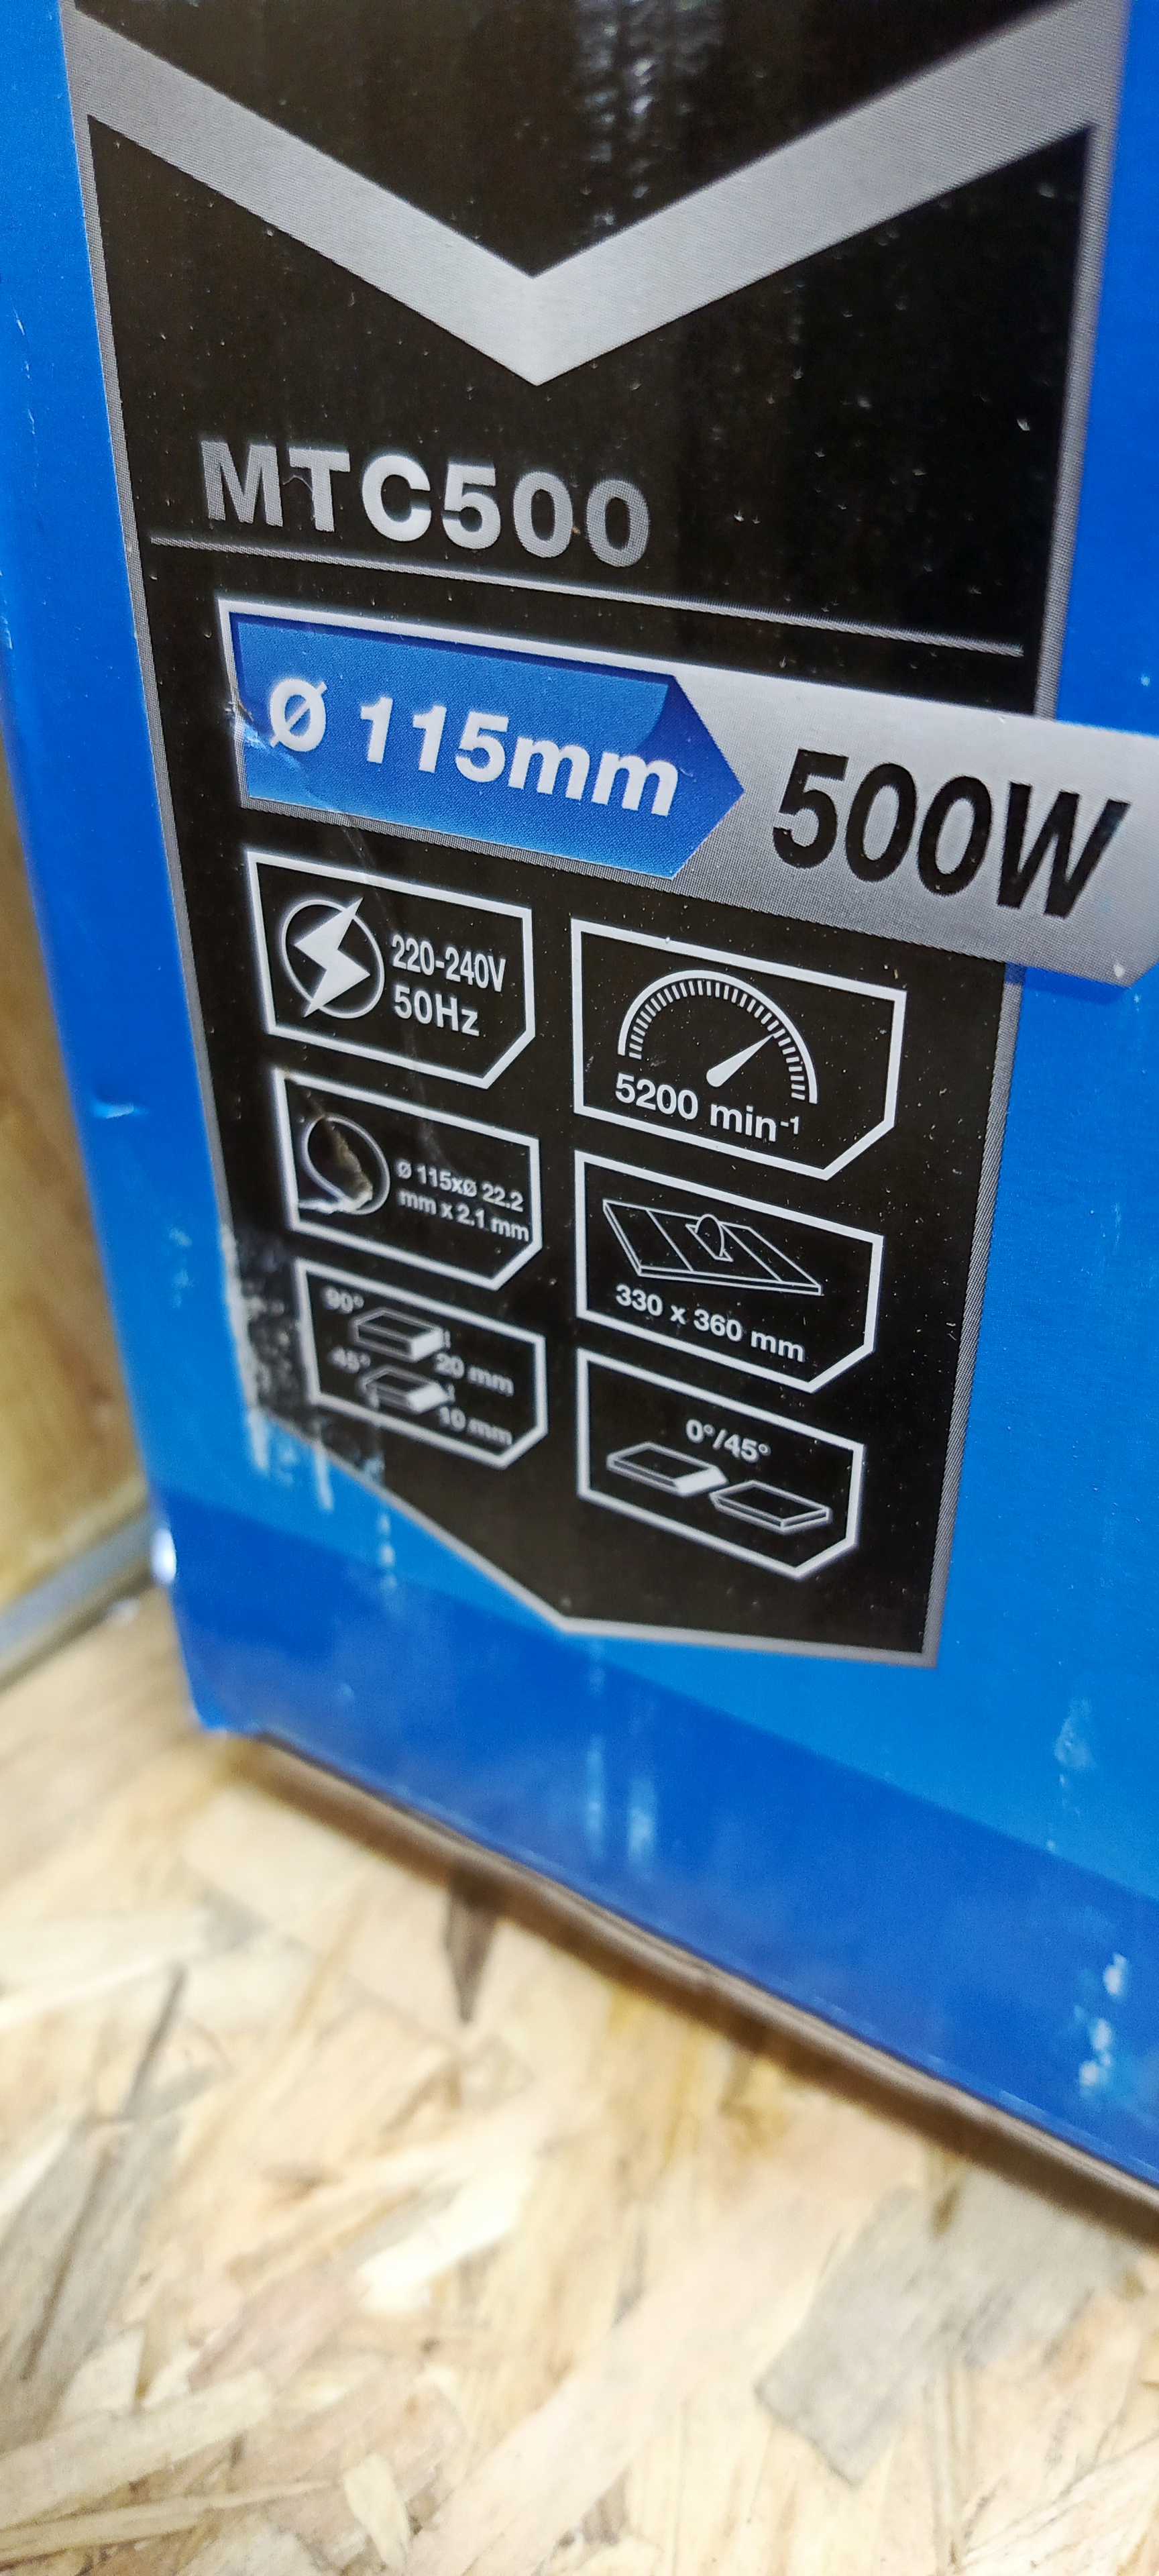 MTC500
Ø 115mm
500W
220-240V
50Hz
5200 min⁻¹
Ø 115xØ 22.2
mm x 2.1 mm
330 x 360 mm
90°
20 mm
45°
10 mm
0°/45°